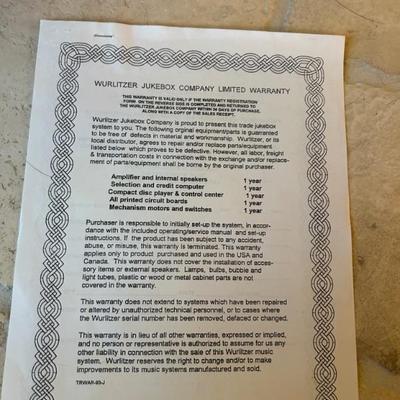 WURLITZER JUKEBOX COMPANY LIMITED WARRANTY
THIS WARRANTY IS VALID ONLY IF THE WARRANTY REGISTRATION
FORM ON THE REVERSE SIDE IS COMPLETED AND RETURNED TO
THE WURLITZER JUKEBOX COMPANY WITHIN 30 DAYS OF PURCHASE,
ALONG WITH A COPY OF THE SALES RECEIPT.
Wurlitzer Jukebox Company is proud to present this trade jukebox
system to you. The following orginal equipment/parts is guaranteed
to be free of defects in material and workmanship. Wurlitzer, or its
local distributor, agrees to repair and/or replace parts/equipment
listed below which proves to be defective. However, all labor, freight
& transportation costs in connection with the exchange and/or replace-
ment of parts/equipment shall be borne by the original purchaser.
Amplifier and internal speakers 1 year
Selection and credit computer 1 year
Compact disc player & control center 1 year
All printed circuit boards 1 year
Mechanism motors and switches 1 year
Purchaser is responsible to initially set-up the system, in accor-
dance with the included operating/service manual and set-up
instructions. If the product has been subject to any accident,
abuse, or misuse, this warranty is terminated. This warranty
applies only to product purchased and used in the USA and
Canada. This warranty does not cover the installation of acces-
sory items or external speakers. Lamps, bulbs, bubble and
light tubes, plastic or wood or metal cabinet parts are not
covered in the warranty.
This warranty does not extend to systems which have been repaired
or altered by unauthorized technical personnel, or to cases where
the Wurlitzer serial number has been removed, defaced or changed.
This warranty is in lieu of all other warranties, expressed or implied,
and no person or representative is authorized to assume for us any
other liability in connection with the sale of this Wurlitzer music
system. Wurlitzer reserves the right to change and/or to make
improvements to its music systems manufactured and sold.
TRWAR-93-J